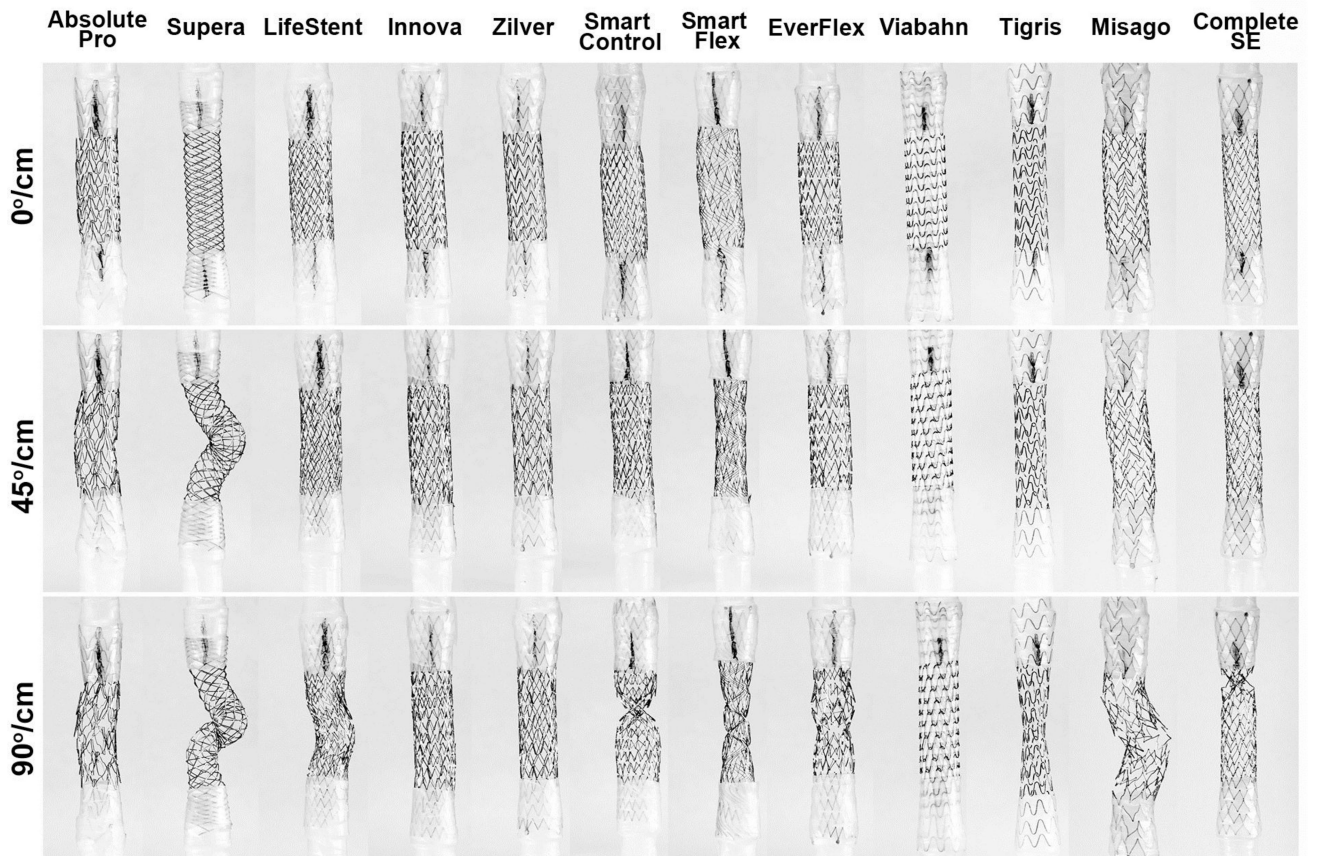 Absolute Pro
Supera
LifeStent
Innova
Zilver
Smart Control
Smart Flex
EverFlex
Viabahn
Tigris
Misago
Complete SE
0°/cm
45°/cm
90°/cm